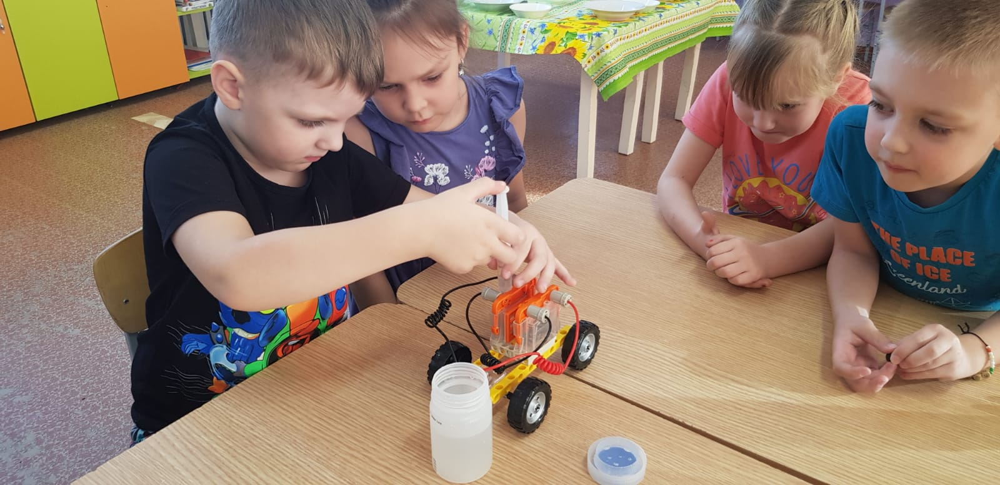 LOVE YOU
THE PLACE
OF ICE
Greenland